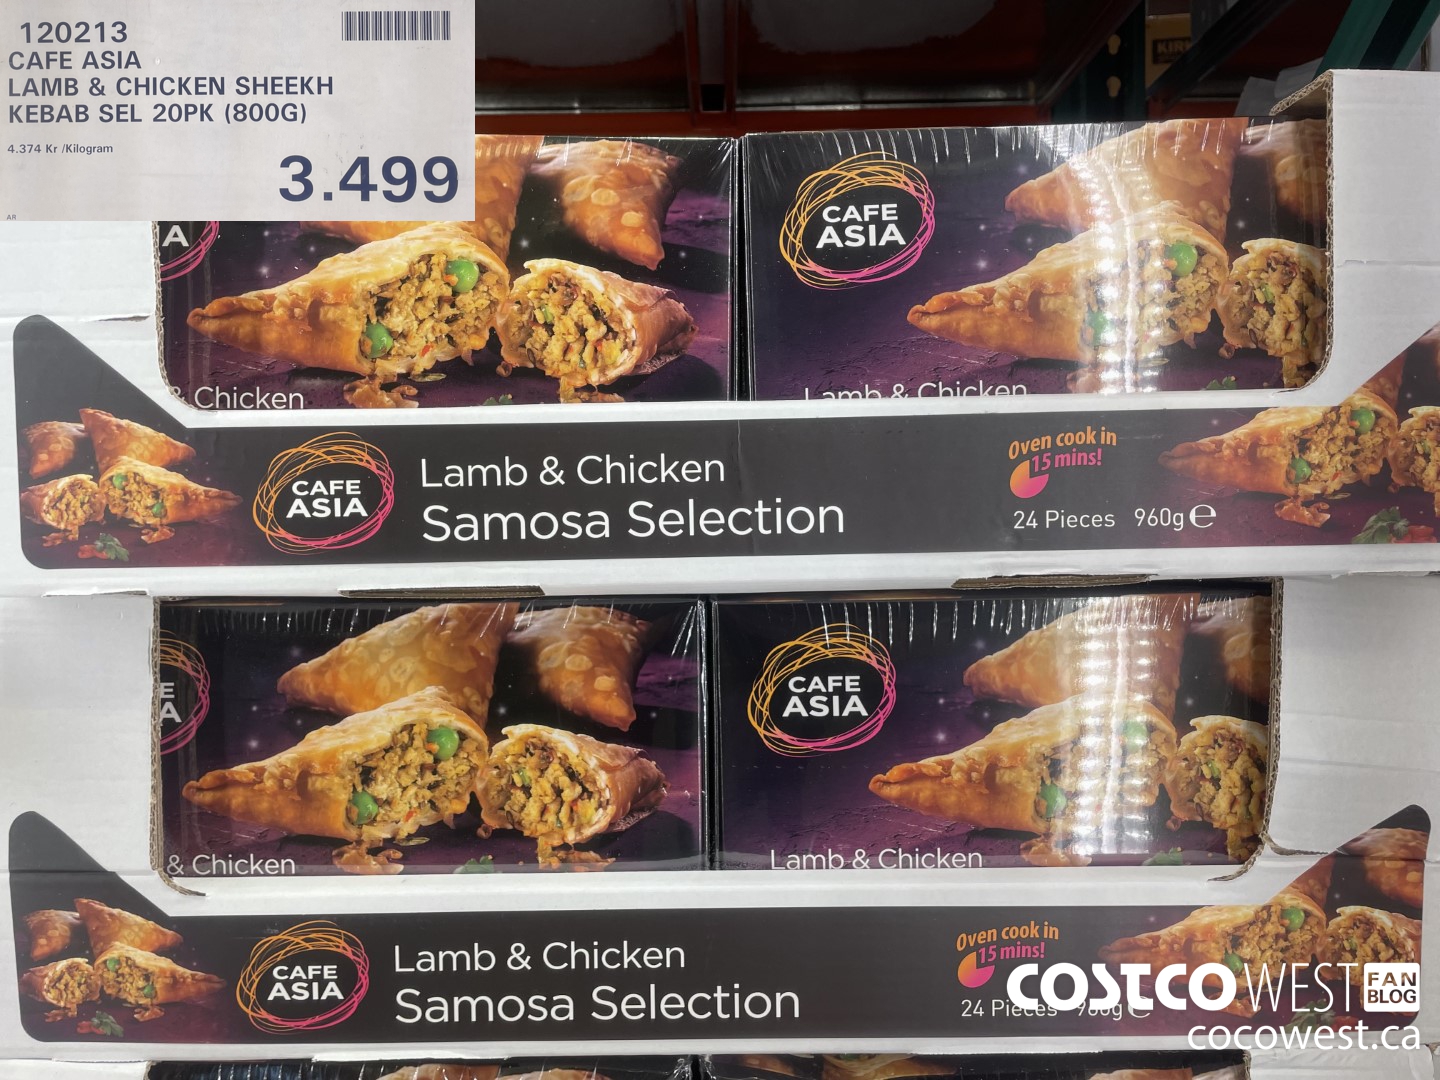 120213
CAFE ASIA
LAMB & CHICKEN SHEEKH
KEBAB SEL 20PK (800G)
4.374 Kr /Kilogram
3.499
AR
KIRK
A
CAFE
ASIA
& Chicken
Lamb & Chicken
CAFE
ASIA
Lamb & Chicken
Samosa Selection
Oven cook in
15 mins!
24 Pieces 960g℮
E
A
CAFE
ASIA
& Chicken
Lamb & Chicken
CAFE
ASIA
Lamb & Chicken
Samosa Selection
Oven cook in
15 mins!
24 Pieces 960g℮
COSTCO WEST FAN
BLOG
cocowest.ca